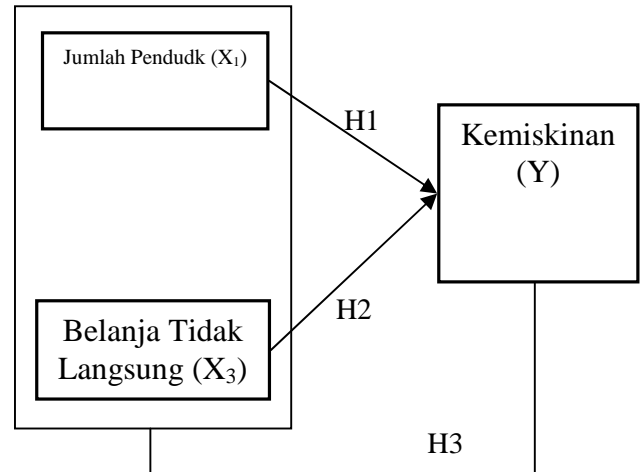 Jumlah Pendudk (X₁)
H1
Kemiskinan
(Y)
H2
Belanja Tidak
Langsung (X₃)
H3